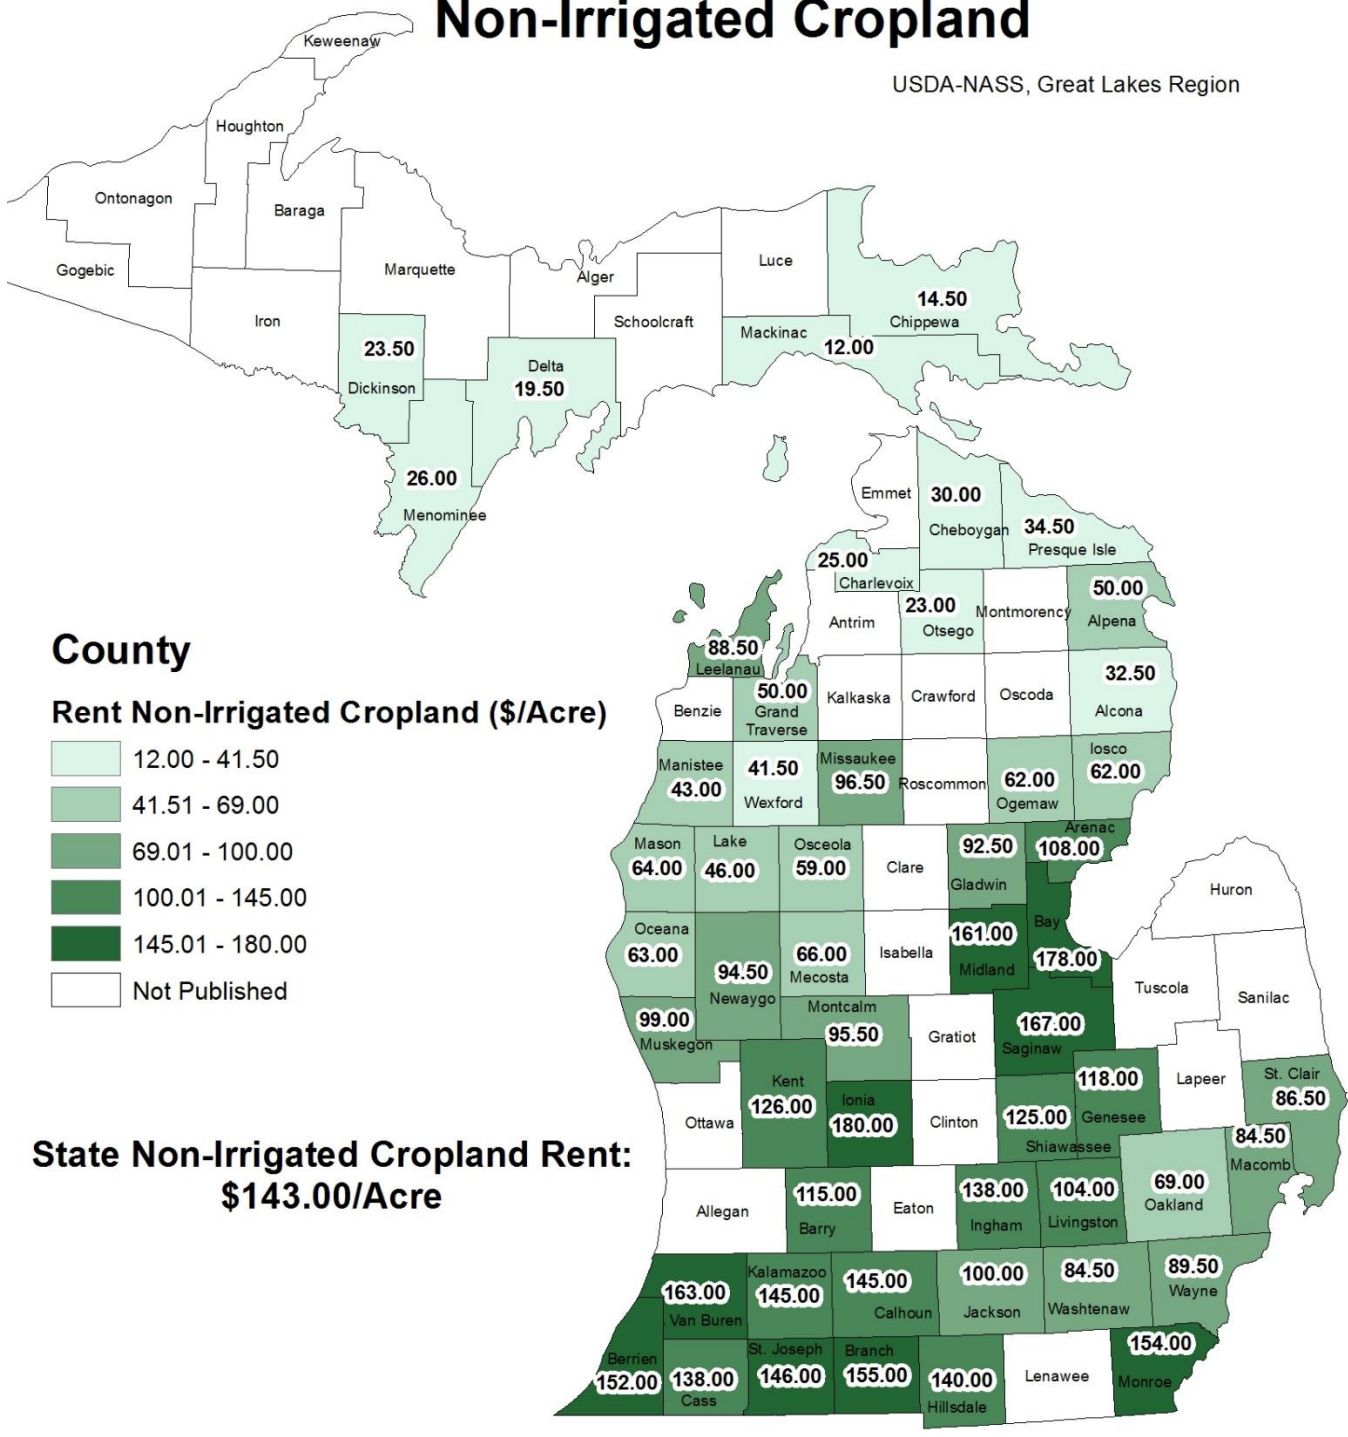 Non-Irrigated Cropland
USDA-NASS, Great Lakes Region
Keweenaw
Houghton
Ontonagon
Baraga
Gogebic
Marquette
Iron
Alger
Luce
Schoolcraft
14.50
Chippewa
Mackinac
12.00
23.50
Dickinson
Delta
19.50
26.00
Menominee
Emmet
30.00
Cheboygan
34.50
Presque Isle
25.00
Charlevoix
50.00
Alpena
23.00
Otsego
Montmorency
Antrim
88.50
Leelanau
32.50
Alcona
Benzie
50.00
Grand
Traverse
Kalkaska
Crawford
Oscoda
County
Rent Non-Irrigated Cropland ($/Acre)
12.00 - 41.50
41.51 - 69.00
69.01 - 100.00
100.01 - 145.00
145.01 - 180.00
Not Published
Manistee
43.00
41.50
Wexford
Missaukee
96.50
Roscommon
62.00
Ogemaw
Iosco
62.00
Mason
64.00
Lake
46.00
Osceola
59.00
Clare
92.50
Gladwin
Arenac
108.00
Huron
Oceana
63.00
94.50
Newaygo
66.00
Mecosta
Isabella
161.00
Midland
Bay
178.00
Tuscola
Sanilac
99.00
Muskegon
Montcalm
95.50
Gratiot
167.00
Saginaw
Kent
126.00
Ionia
180.00
Ottawa
Clinton
125.00
Shiawassee
118.00
Genesee
Lapeer
St. Clair
86.50
84.50
Macomb
State Non-Irrigated Cropland Rent:
$143.00/Acre
Allegan
115.00
Barry
Eaton
138.00
Ingham
104.00
Livingston
69.00
Oakland
163.00
Van Buren
Kalamazoo
145.00
145.00
Calhoun
100.00
Jackson
84.50
Washtenaw
89.50
Wayne
Berrien
152.00
138.00
Cass
St. Joseph
146.00
Branch
155.00
140.00
Hillsdale
Lenawee
154.00
Monroe